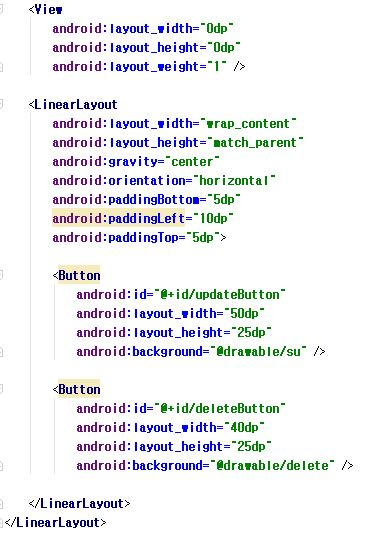 <View
android:layout_width="0dp"
android:layout_height="0dp"
android:layout_weight="1" />
<LinearLayout
android:layout_width="wrap_content"
android:layout_height="match_parent"
android:gravity="center"
android:orientation="horizontal"
android:paddingBottom="5dp"
android:paddingLeft="10dp"
android:paddingTop="5dp">
<Button
android:id="@+id/updateButton"
android:layout_width="50dp"
android:layout_height="25dp"
android:background="@drawable/su" />
<Button
android:id="@+id/deleteButton"
android:layout_width="40dp"
android:layout_height="25dp"
android:background="@drawable/delete" />
</LinearLayout>
</LinearLayout>